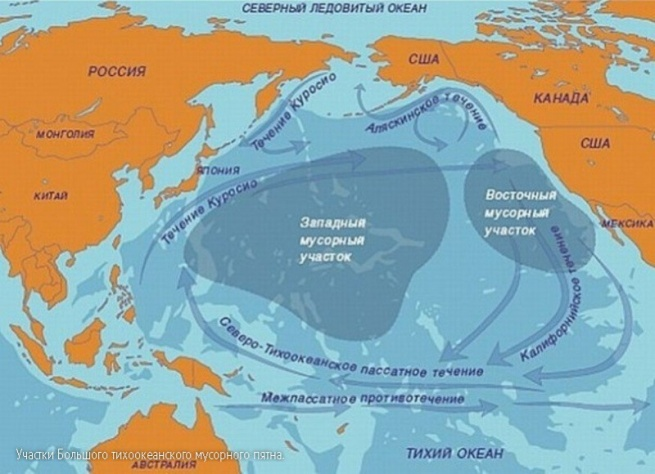 СЕВЕРНЫЙ ЛЕДОВИТЫЙ ОКЕАН
РОССИЯ
США
КАНАДА
США
МЕКСИКА
МОНГОЛИЯ
КИТАЙ
ЯПОНИЯ
Течение Куросио
Аляскинское течение
Течение Куросио
Западный
мусорный
участок
Восточный
мусорный
участок
Калифорнийское течение
Северо-Тихоокеанское пассатное течение
Межпассатное противотечение
ТИХИЙ ОКЕАН
АВСТРАЛИЯ
Участки Большого тихоокеанского мусорного пятна.